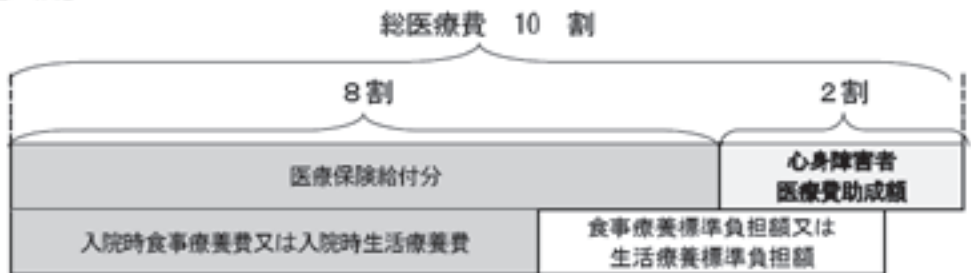 総医療費 10 割
8割
2割
医療保険給付分
心身障害者
医療費助成額
入院時食事療養費又は入院時生活療養費
食事療養標準負担額又は
生活療養標準負担額